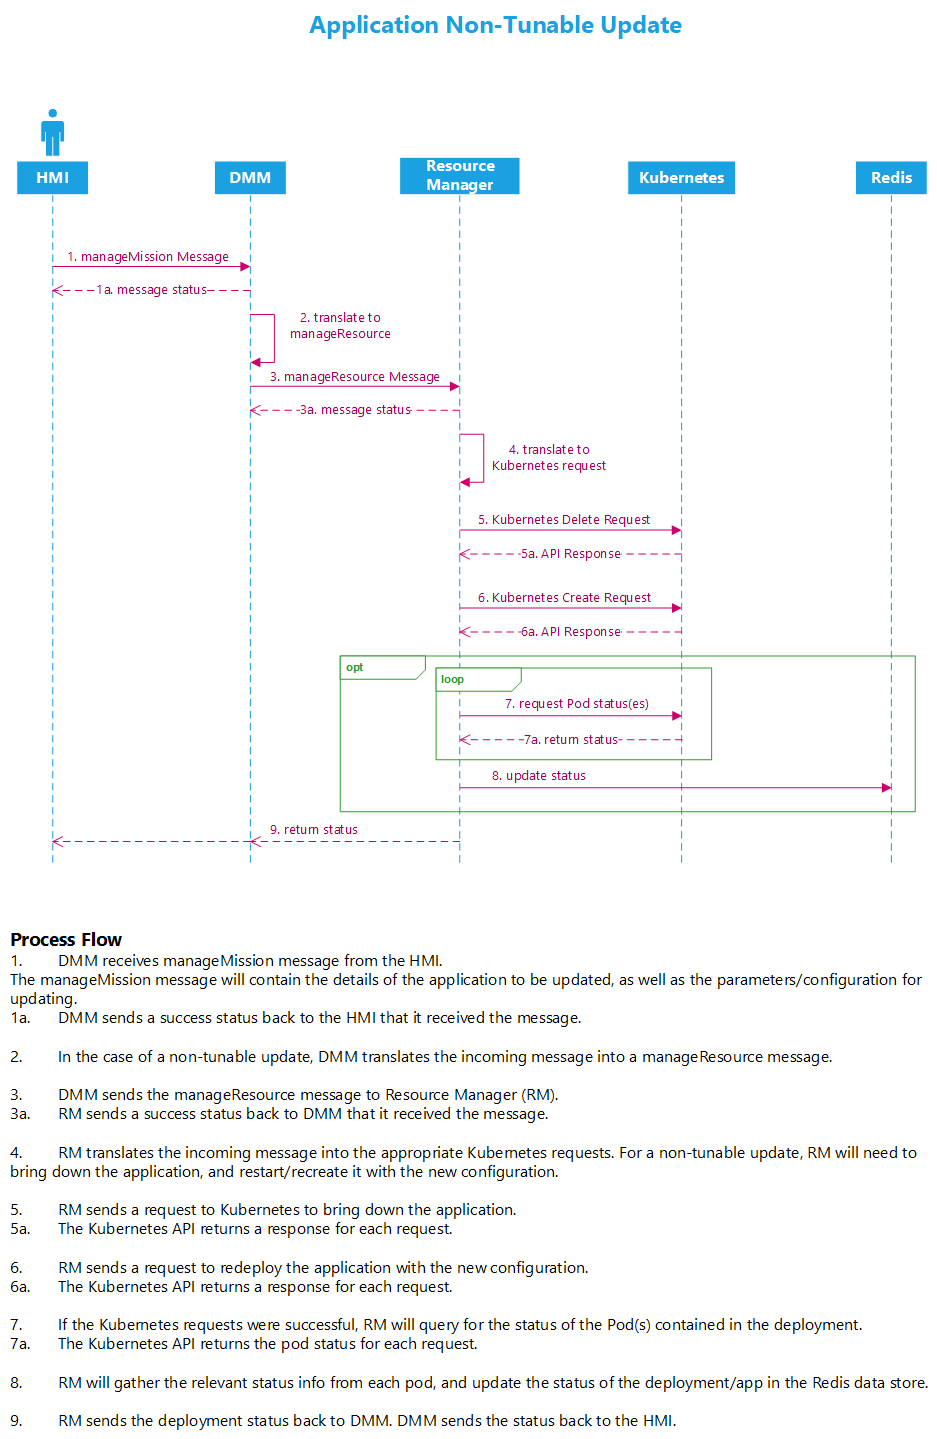 Application Non-Tunable Update
HMI
DMM
Resource
Manager
Kubernetes
Redis
1. manageMission Message
1a. message status
2. translate to
manageResource
3. manageResource Message
3a. message status
4. translate to
Kubernetes request
5. Kubernetes Delete Request
5a. API Response
6. Kubernetes Create Request
6a. API Response
opt
loop
7. request Pod status(es)
7a. return status
8. update status
9. return status
Process Flow
1. DMM receives manageMission message from the HMI.
The manageMission message will contain the details of the application to be updated, as well as the parameters/configuration for
updating.
1a. DMM sends a success status back to the HMI that it received the message.
2. In the case of a non-tunable update, DMM translates the incoming message into a manageResource message.
3. DMM sends the manageResource message to Resource Manager (RM).
3a. RM sends a success status back to DMM that it received the message.
4. RM translates the incoming message into the appropriate Kubernetes requests. For a non-tunable update, RM will need to
bring down the application, and restart/recreate it with the new configuration.
5. RM sends a request to Kubernetes to bring down the application.
5a. The Kubernetes API returns a response for each request.
6. RM sends a request to redeploy the application with the new configuration.
6a. The Kubernetes API returns a response for each request.
7. If the Kubernetes requests were successful, RM will query for the status of the Pod(s) contained in the deployment.
7a. The Kubernetes API returns the pod status for each request.
8. RM will gather the relevant status info from each pod, and update the status of the deployment/app in the Redis data store.
9. RM sends the deployment status back to DMM. DMM sends the status back to the HMI.